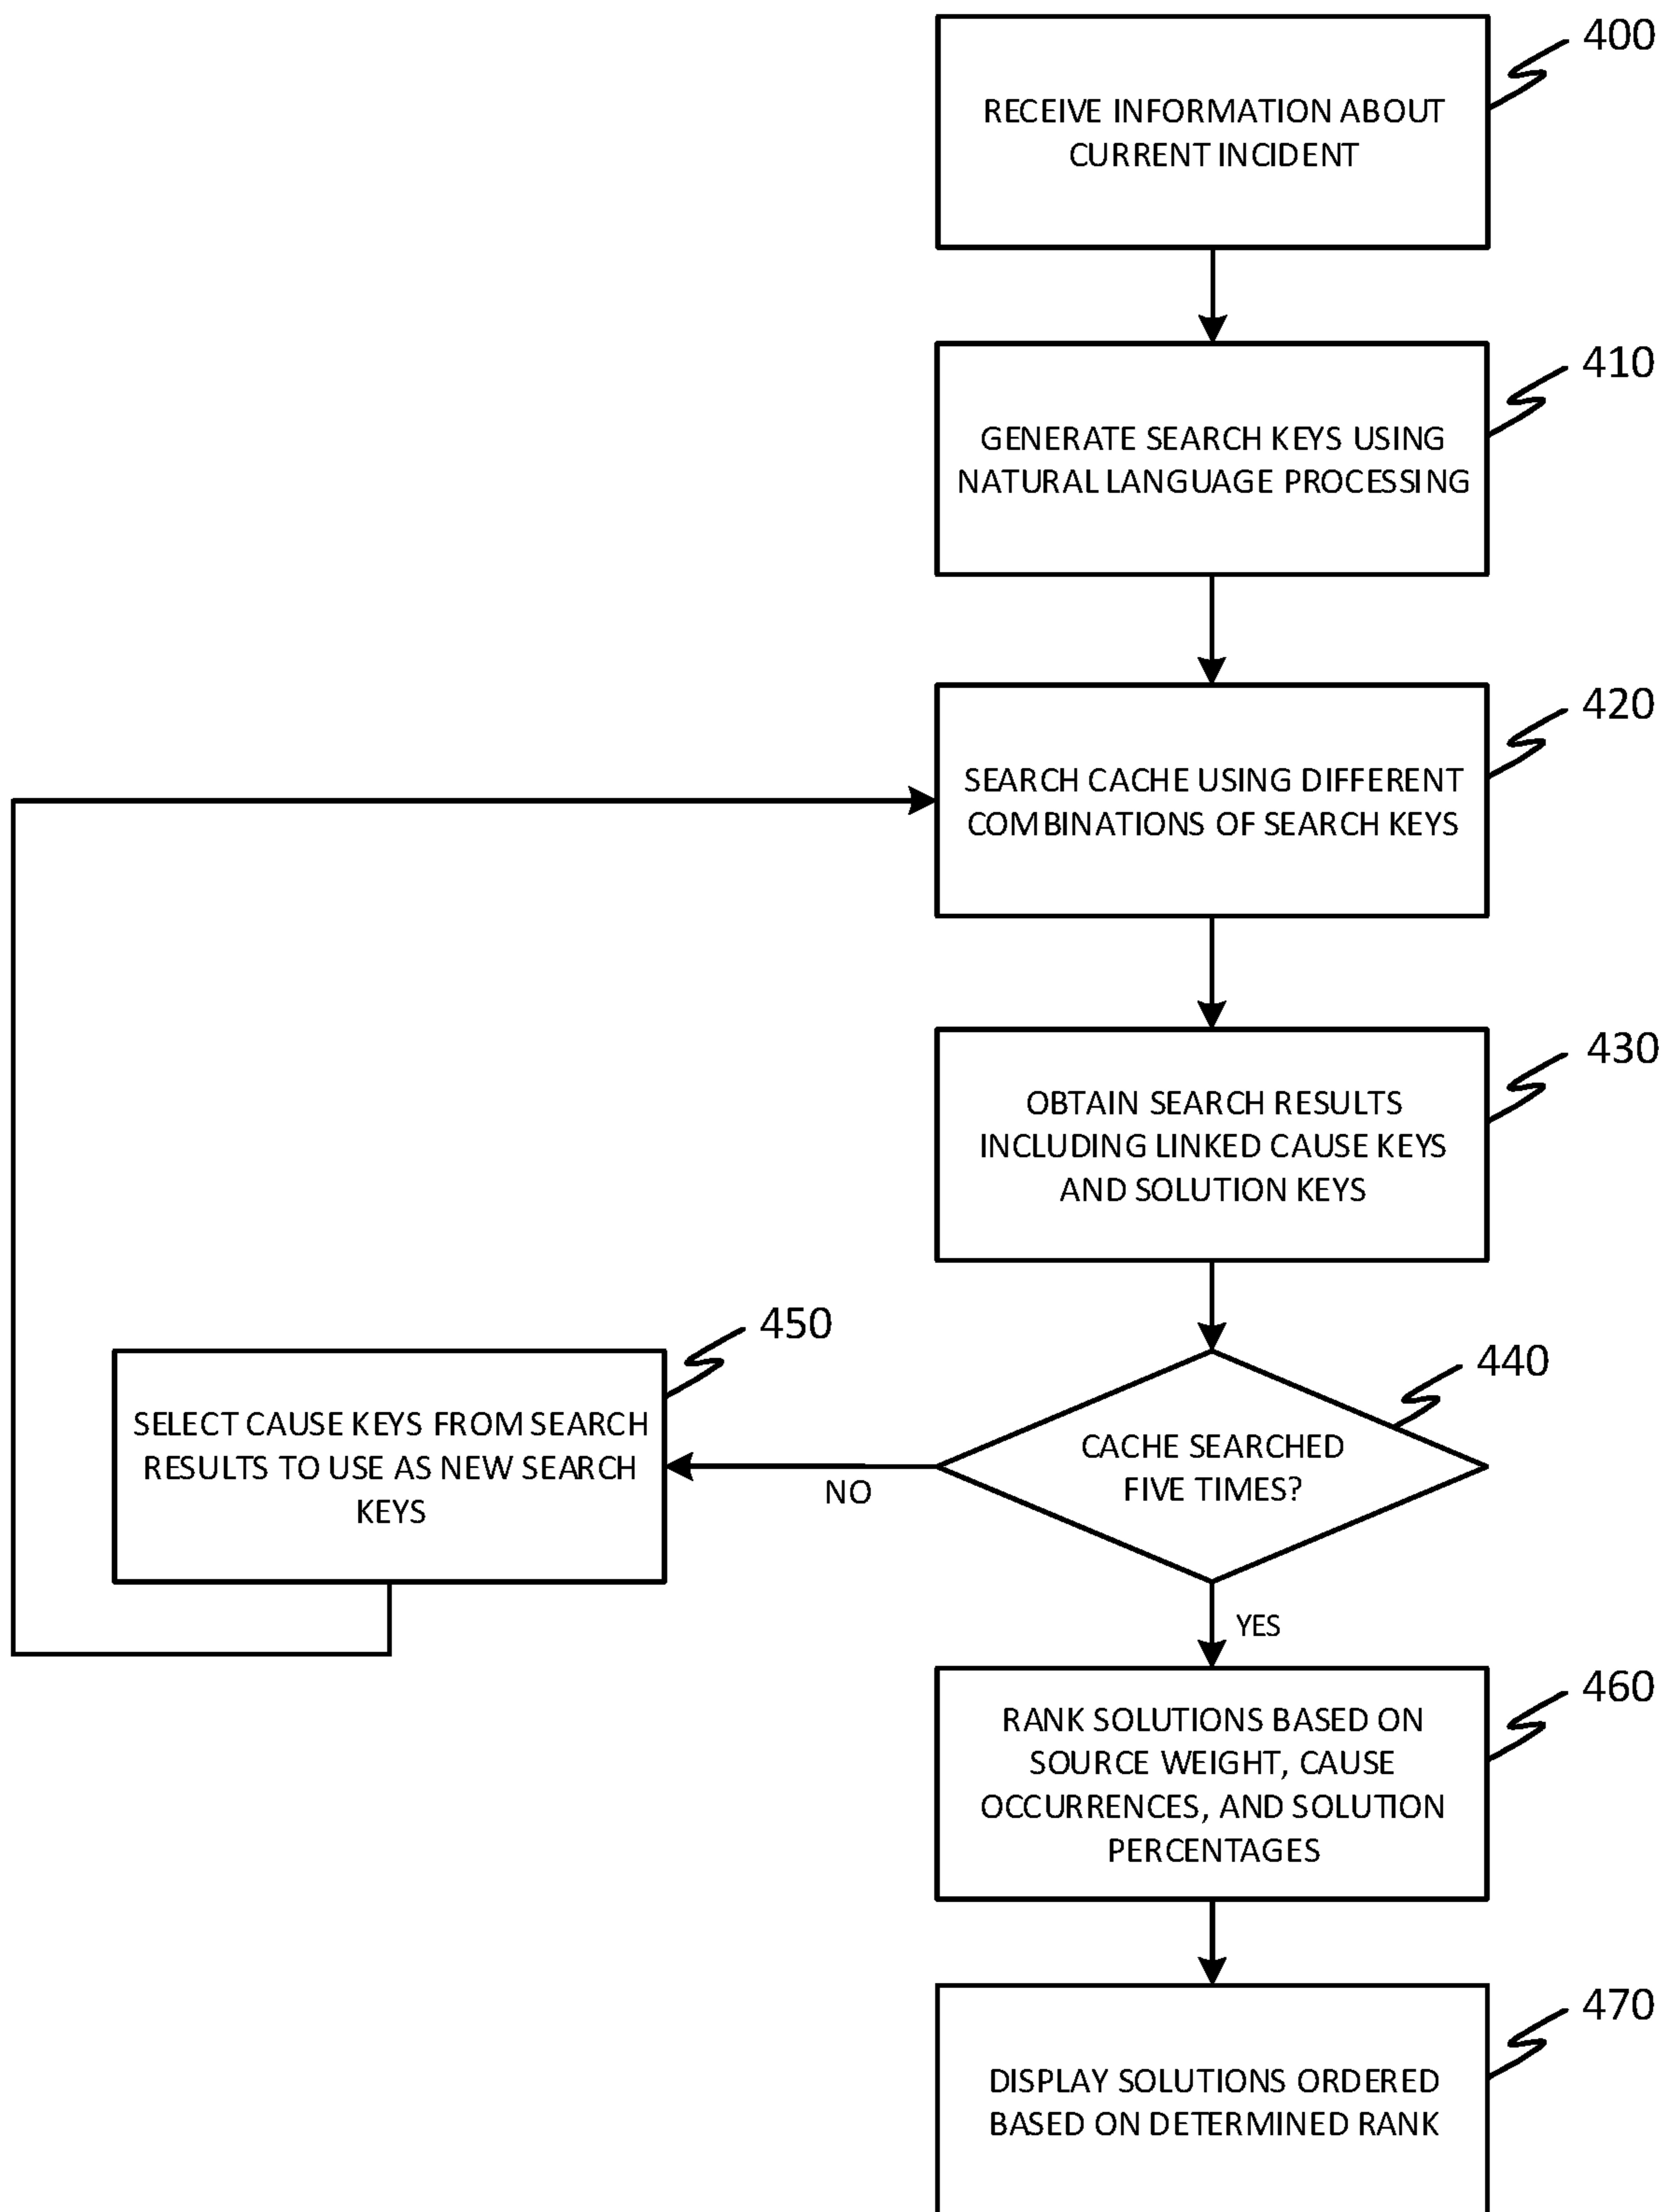 400
RECEIVE INFORMATION ABOUT
CURRENT INCIDENT
410
GENERATE SEARCH KEYS USING
NATURAL LANGUAGE PROCESSING
420
SEARCH CACHE USING DIFFERENT
COMBINATIONS OF SEARCH KEYS
430
OBTAIN SEARCH RESULTS
INCLUDING LINKED CAUSE KEYS
AND SOLUTION KEYS
440
CACHE SEARCHED
FIVE TIMES?
NO
450
SELECT CAUSE KEYS FROM SEARCH
RESULTS TO USE AS NEW SEARCH
KEYS
YES
460
RANK SOLUTIONS BASED ON
SOURCE WEIGHT, CAUSE
OCCURRENCES, AND SOLUTION
PERCENTAGES
470
DISPLAY SOLUTIONS ORDERED
BASED ON DETERMINED RANK